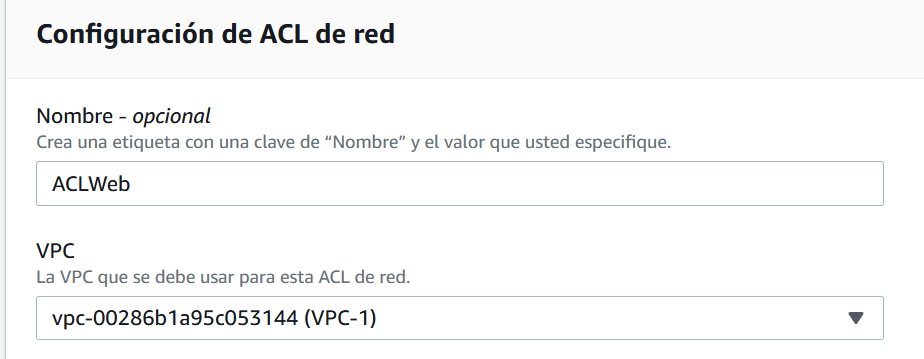 Configuración de ACL de red
Nombre - opcional
Crea una etiqueta con una clave de “Nombre” y el valor que usted especifique.
ACLWeb
VPC
La VPC que se debe usar para esta ACL de red.
vpc-00286b1a95c053144 (VPC-1)